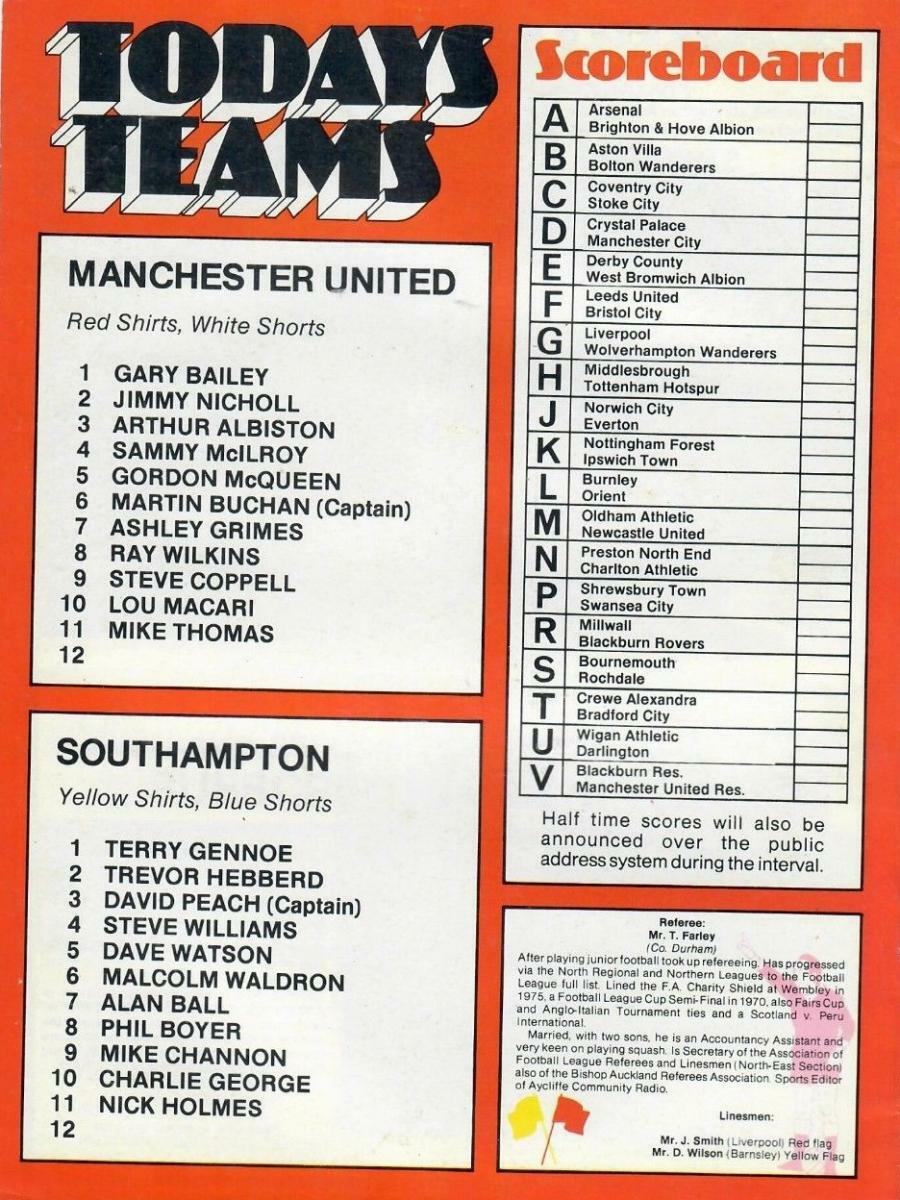 TODAYS
TEAMS
MANCHESTER UNITED
Red Shirts, White Shorts
1 GARY BAILEY
2 JIMMY NICHOLL
3 ARTHUR ALBISTON
4 SAMMY McILROY
5 GORDON McQUEEN
6 MARTIN BUCHAN (Captain)
7 ASHLEY GRIMES
8 RAY WILKINS
9 STEVE COPPELL
10 LOU MACARI
11 MIKE THOMAS
12
SOUTHAMPTON
Yellow Shirts, Blue Shorts
1 TERRY GENNOE
2 TREVOR HEBBERD
3 DAVID PEACH (Captain)
4 STEVE WILLIAMS
5 DAVE WATSON
6 MALCOLM WALDRON
7 ALAN BALL
8 PHIL BOYER
9 MIKE CHANNON
10 CHARLIE GEORGE
11 NICK HOLMES
12
Scoreboard
A Arsenal
Brighton & Hove Albion
B Aston Villa
Bolton Wanderers
C Coventry City
Stoke City
D Crystal Palace
Manchester City
E Derby County
West Bromwich Albion
F Leeds United
Bristol City
G Liverpool
Wolverhampton Wanderers
H Middlesbrough
Tottenham Hotspur
J Norwich City
Everton
K Nottingham Forest
Ipswich Town
L Burnley
Orient
M Oldham Athletic
Newcastle United
N Preston North End
Charlton Athletic
P Shrewsbury Town
Swansea City
R Millwall
Blackburn Rovers
S Bournemouth
Rochdale
T Crewe Alexandra
Bradford City
U Wigan Athletic
Darlington
V Blackburn Res.
Manchester United Res.
Half time scores will also be
announced over the public
address system during the interval.
Referee:
Mr. T. Farley
(Co. Durham)
After playing junior football took up refereeing. Has progressed
via the North Regional and Northern Leagues to the Football
League full list. Lined the F.A. Charity Shield at Wembley in
1975, a Football League Cup Semi-Final in 1970, also Fairs Cup
and Anglo-Italian Tournament ties and a Scotland v. Peru
International.
Married, with two sons, he is an Accountancy Assistant and
very keen on playing squash. Is Secretary of the Association of
Football League Referees and Linesmen (North-East Section)
also of the Bishop Auckland Referees Association. Sports Editor
of Aycliffe Community Radio.
Linesmen:
Mr. J. Smith (Liverpool) Red flag
Mr. D. Wilson (Barnsley) Yellow Flag